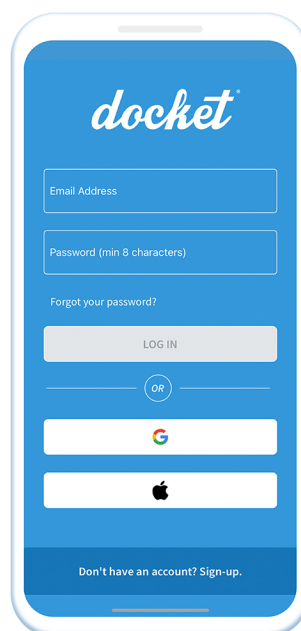 docket®
Email Address
Password (min 8 characters)
Forgot your password?
LOG IN
OR
G
Don't have an account? Sign-up.